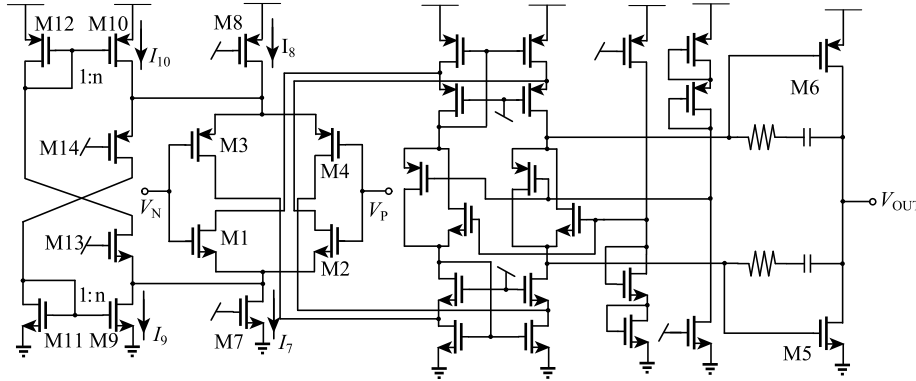 M12 M10 M8
I10 I8
1:n
M6
M14 M3 M4
VN VP VOUT
M13 M1 M2
1:n
M11 M9 I9 M7 I7 M5